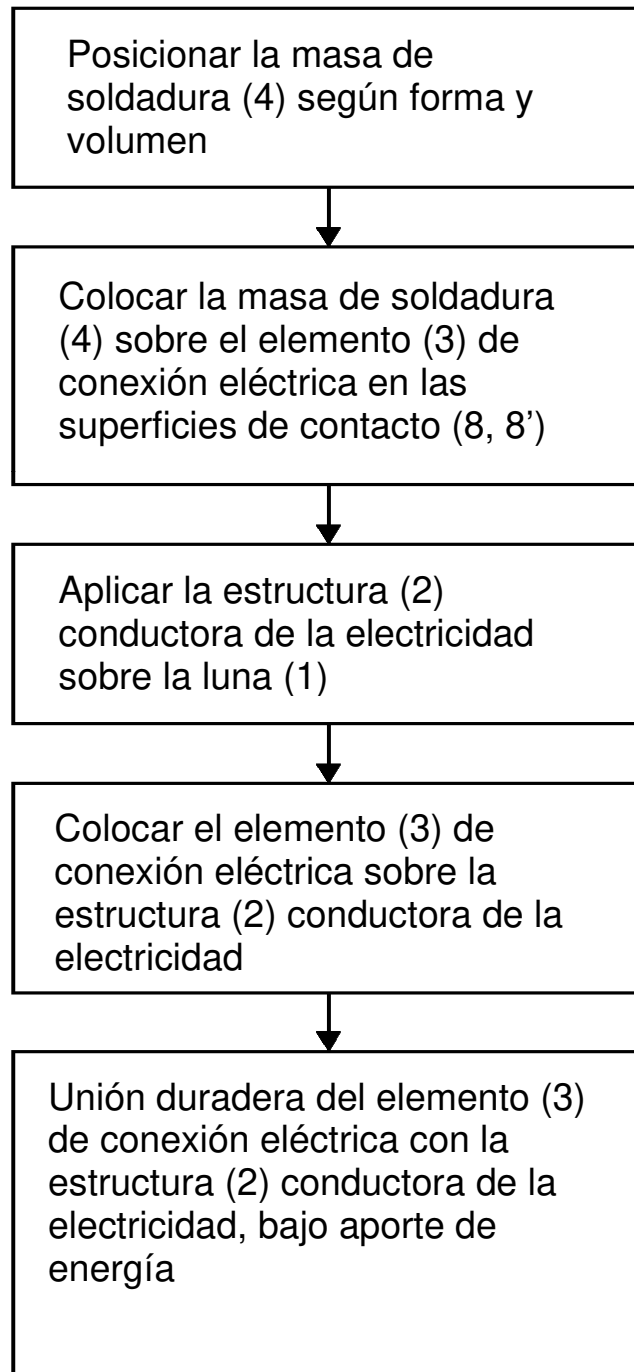 Posicionar la masa de
soldadura (4) según forma y
volumen
Colocar la masa de soldadura
(4) sobre el elemento (3) de
conexión eléctrica en las
superficies de contacto (8, 8’)
Aplicar la estructura (2)
conductora de la electricidad
sobre la luna (1)
Colocar el elemento (3) de
conexión eléctrica sobre la
estructura (2) conductora de la
electricidad
Unión duradera del elemento (3)
de conexión eléctrica con la
estructura (2) conductora de la
electricidad, bajo aporte de
energía